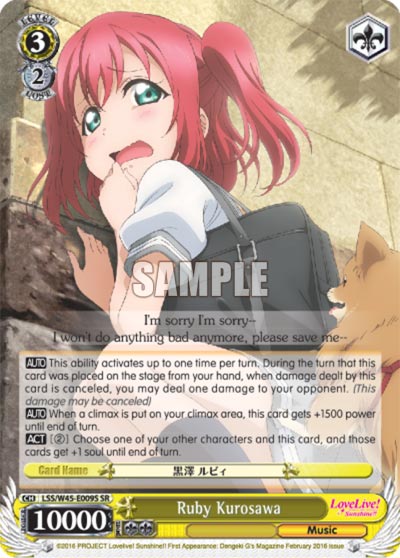 LEVEL
3
2
COST
SAMPLE
I'm sorry I'm sorry--
I won't do anything bad anymore, please save me--
AUTO This ability activates up to one time per turn. During the turn that this
card was placed on the stage from your hand, when damage dealt by this
card is canceled, you may deal one damage to your opponent. (This
damage may be canceled)
AUTO When a climax is put on your climax area, this card gets +1500 power
until end of turn.
ACT [②] Choose one of your other characters and this card, and those
cards get +1 soul until end of turn.
Card Name
黒澤 ルビィ
CH LSS/W45-E009S SR
10000
Ruby Kurosawa
Music
LoveLive!
Sunshine!!
©2016 PROJECT Lovelive! Sunshine!! First Appearance: Dengeki G's Magazine February 2016 issue